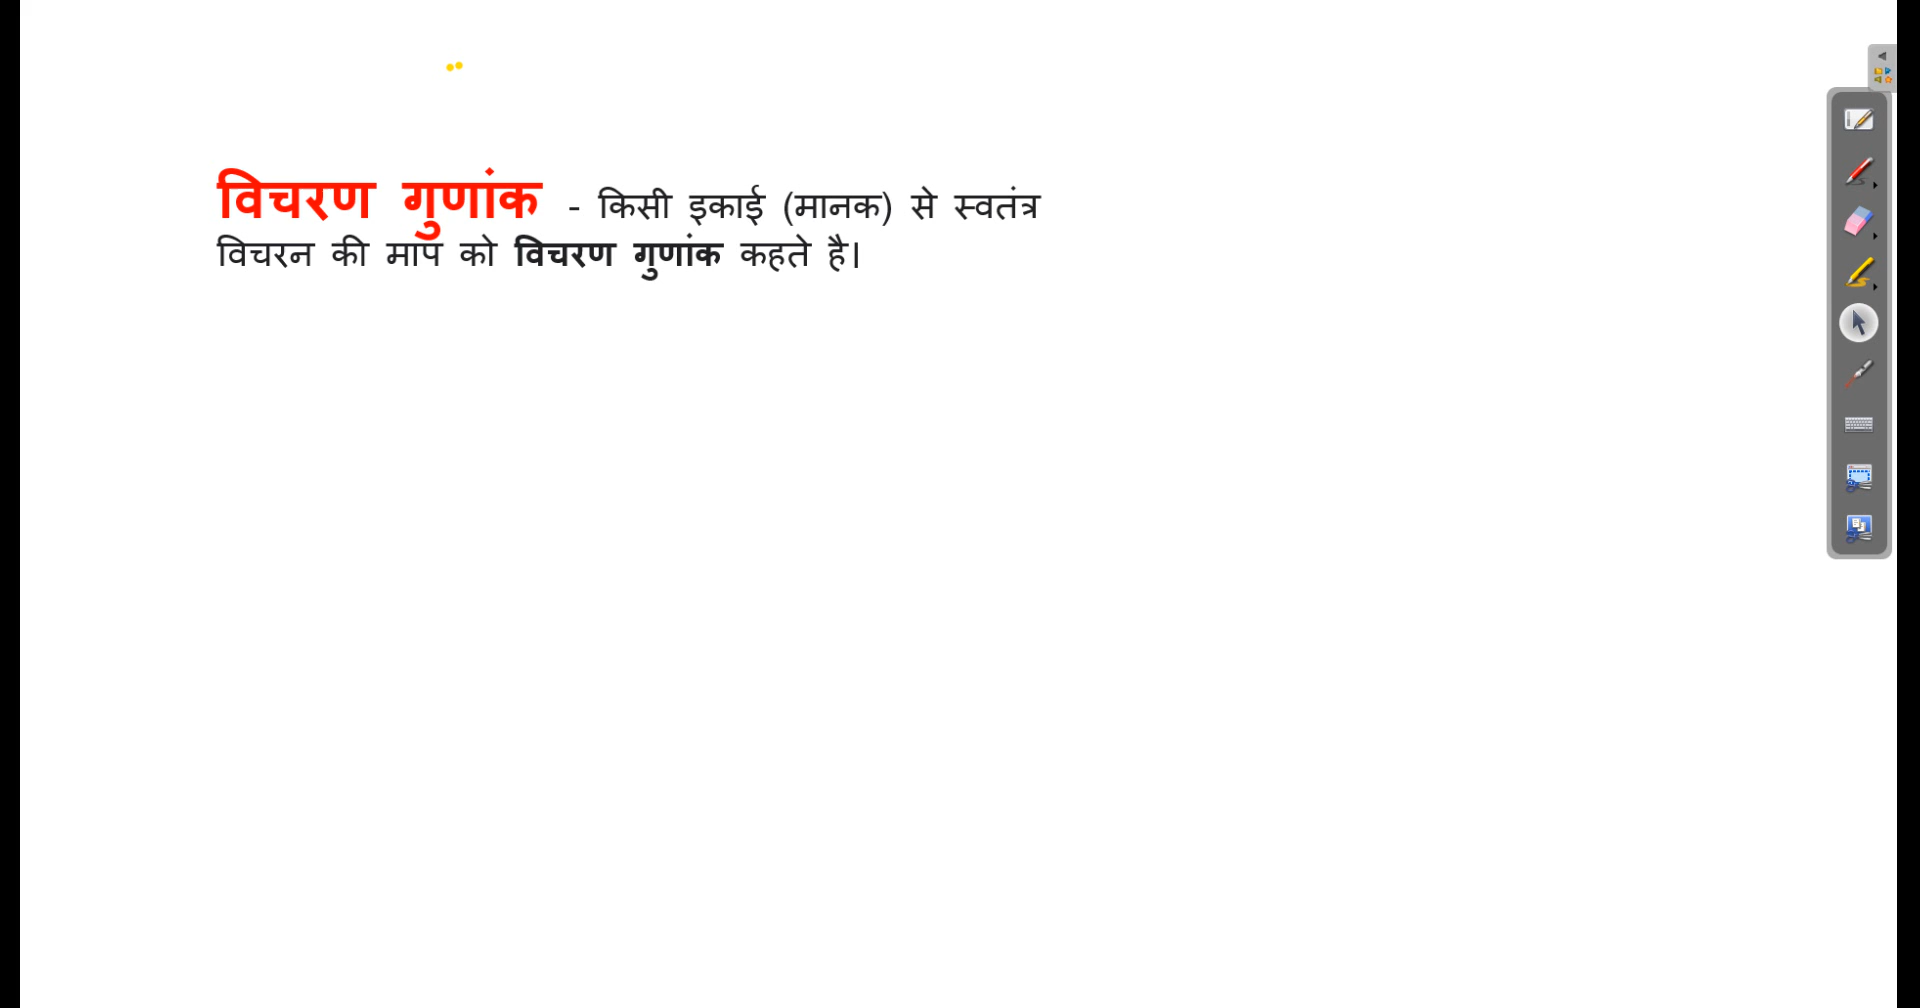 विचरण गुणांक - किसी इकाई (मानक) से स्वतंत्र
विचरन की माप को विचरण गुणांक कहते है।